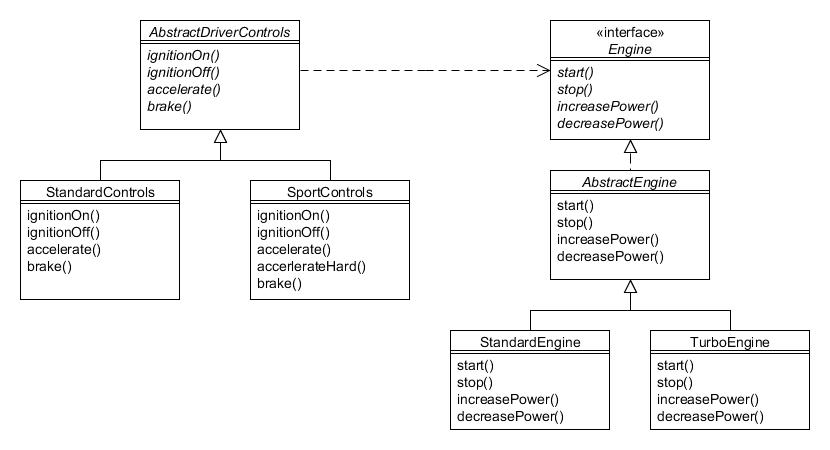 AbstractDriverControls
ignitionOn()
ignitionOff()
accelerate()
brake()
«interface»
Engine
start()
stop()
increasePower()
decreasePower()
StandardControls
ignitionOn()
ignitionOff()
accelerate()
brake()
SportControls
ignitionOn()
ignitionOff()
accelerate()
accerlerateHard()
brake()
AbstractEngine
start()
stop()
increasePower()
decreasePower()
StandardEngine
start()
stop()
increasePower()
decreasePower()
TurboEngine
start()
stop()
increasePower()
decreasePower()